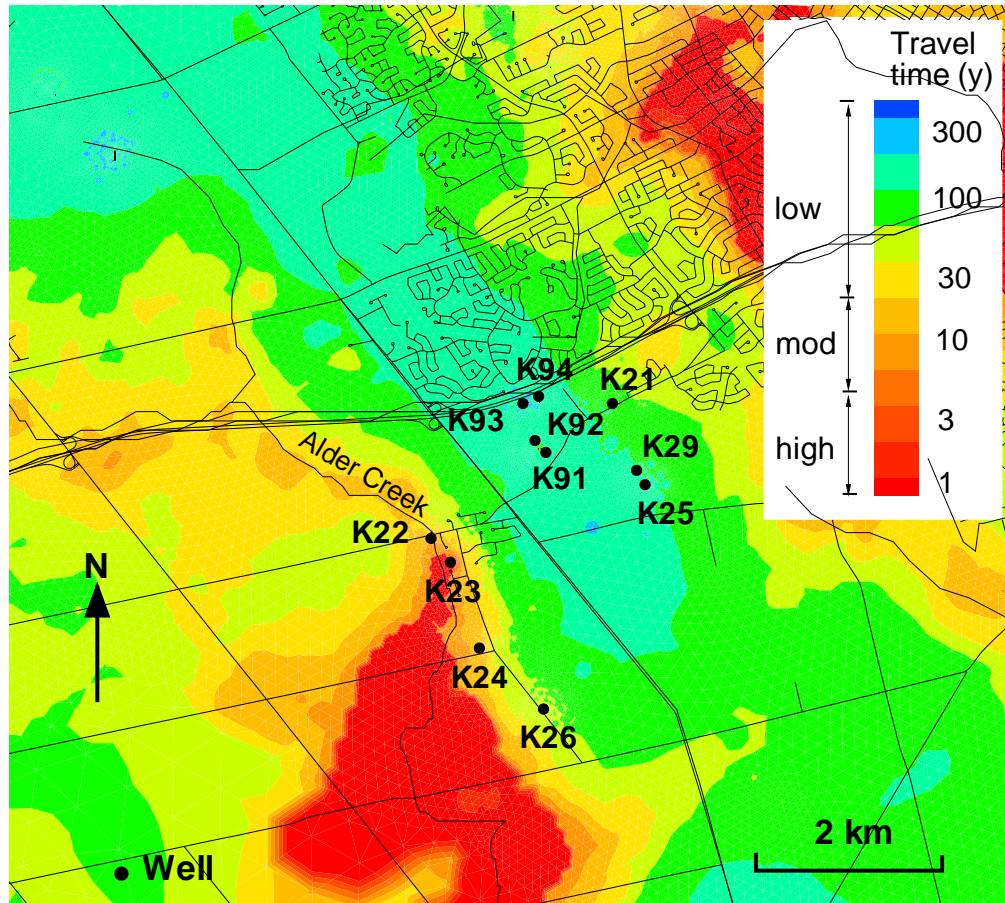 Travel
time (y)
300
low
100
30
mod
10
3
high
1
K94
K21
K93
K92
K29
K91
K25
Alder Creek
K22
N
K23
K24
K26
2 km
Well